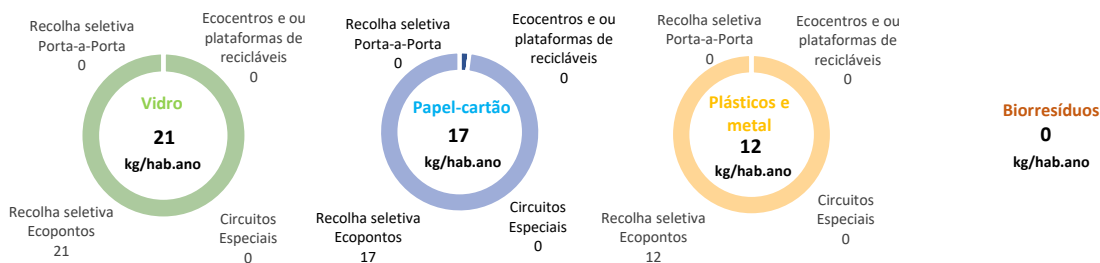 Recolha seletiva
Porta-a-Porta
0
Ecocentros e ou
plataformas de
recicláveis
0
Vidro
21
kg/hab.ano
Recolha seletiva
Ecopontos
21
Circuitos
Especiais
0
Recolha seletiva
Porta-a-Porta
0
Ecocentros e ou
plataformas de
recicláveis
0
Papel-cartão
17
kg/hab.ano
Recolha seletiva
Ecopontos
17
Circuitos
Especiais
0
Recolha seletiva
Porta-a-Porta
0
Ecocentros e ou
plataformas de
recicláveis
0
Plásticos e
metal
12
kg/hab.ano
Recolha seletiva
Ecopontos
12
Circuitos
Especiais
0
Biorresíduos
0
kg/hab.ano